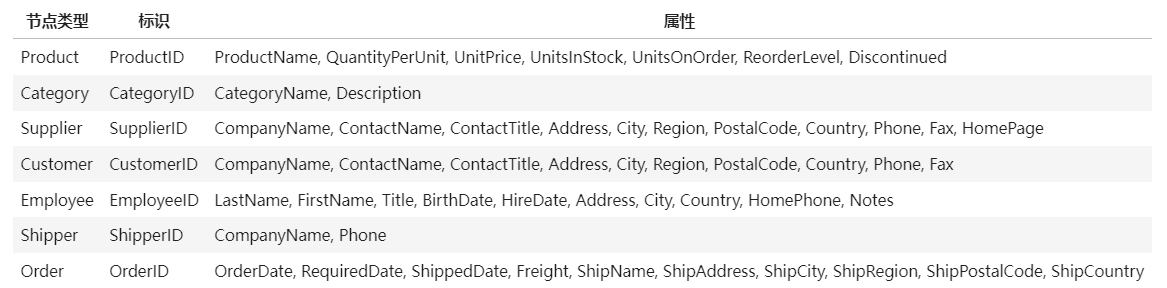 节点类型 标识 属性
Product ProductID ProductName, QuantityPerUnit, UnitPrice, UnitsInStock, UnitsOnOrder, ReorderLevel, Discontinued
Category CategoryID CategoryName, Description
Supplier SupplierID CompanyName, ContactName, ContactTitle, Address, City, Region, PostalCode, Country, Phone, Fax, HomePage
Customer CustomerID CompanyName, ContactName, ContactTitle, Address, City, Region, PostalCode, Country, Phone, Fax
Employee EmployeeID LastName, FirstName, Title, BirthDate, HireDate, Address, City, Country, HomePhone, Notes
Shipper ShipperID CompanyName, Phone
Order OrderID OrderDate, RequiredDate, ShippedDate, Freight, ShipName, ShipAddress, ShipCity, ShipRegion, ShipPostalCode, ShipCountry